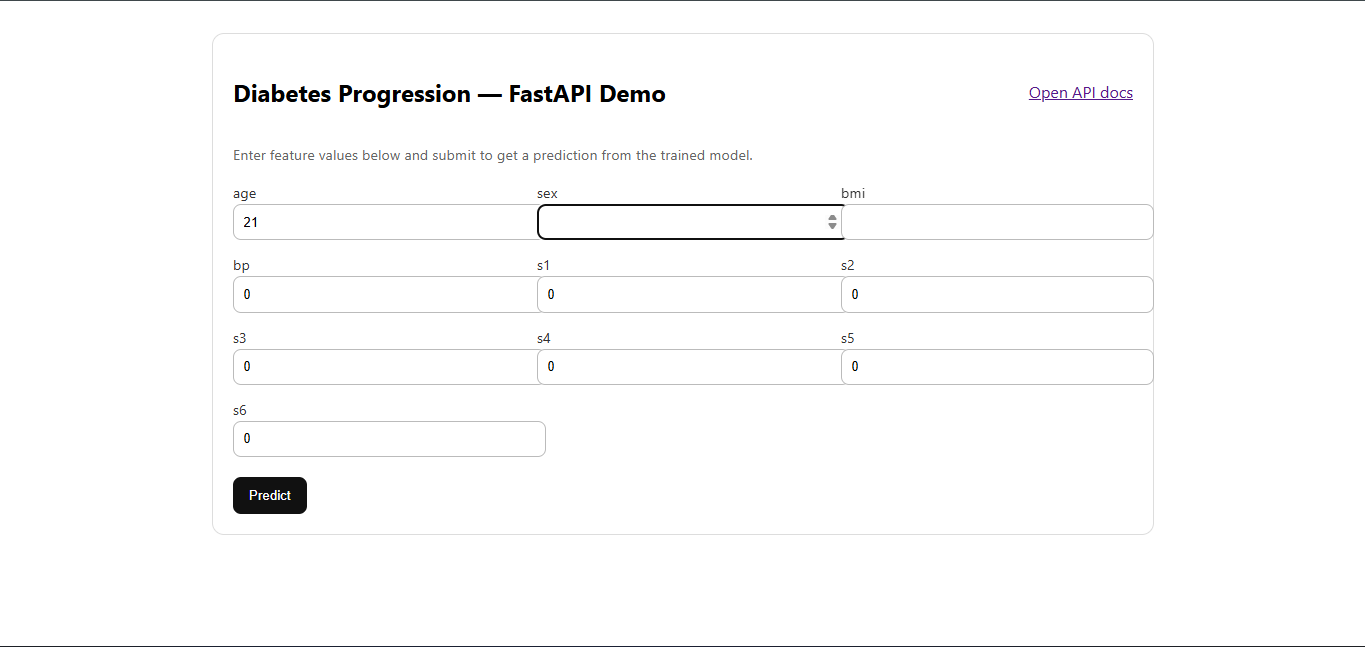 Diabetes Progression — FastAPI Demo
Open API docs
Enter feature values below and submit to get a prediction from the trained model.
age sex bmi
21
bp s1 s2
0 0 0
s3 s4 s5
0 0 0
s6
0
Predict